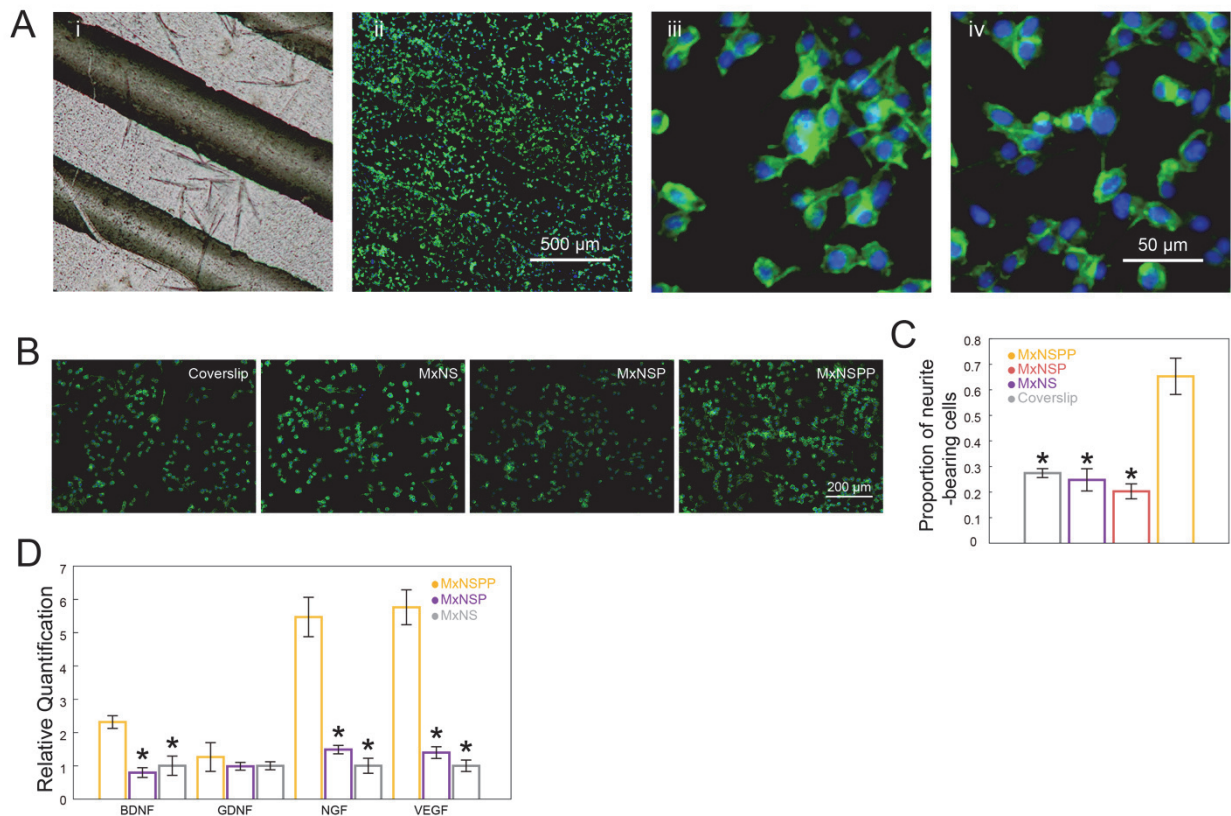 A
i
ii
500 µm
iii
iv
50 µm
B
Coverslip
MxNS
MxNSP
MxNSPP
200 µm
C
Proportion of neurite
-bearing cells
0.8
0.7
0.6
0.5
0.4
0.3
0.2
0.1
0
MxNSPP
MxNSP
MxNS
Coverslip
* * *
D
Relative Quantification
7
6
5
4
3
2
1
0
MxNSPP
MxNSP
MxNS
* * * * * *
BDNF GDNF NGF VEGF